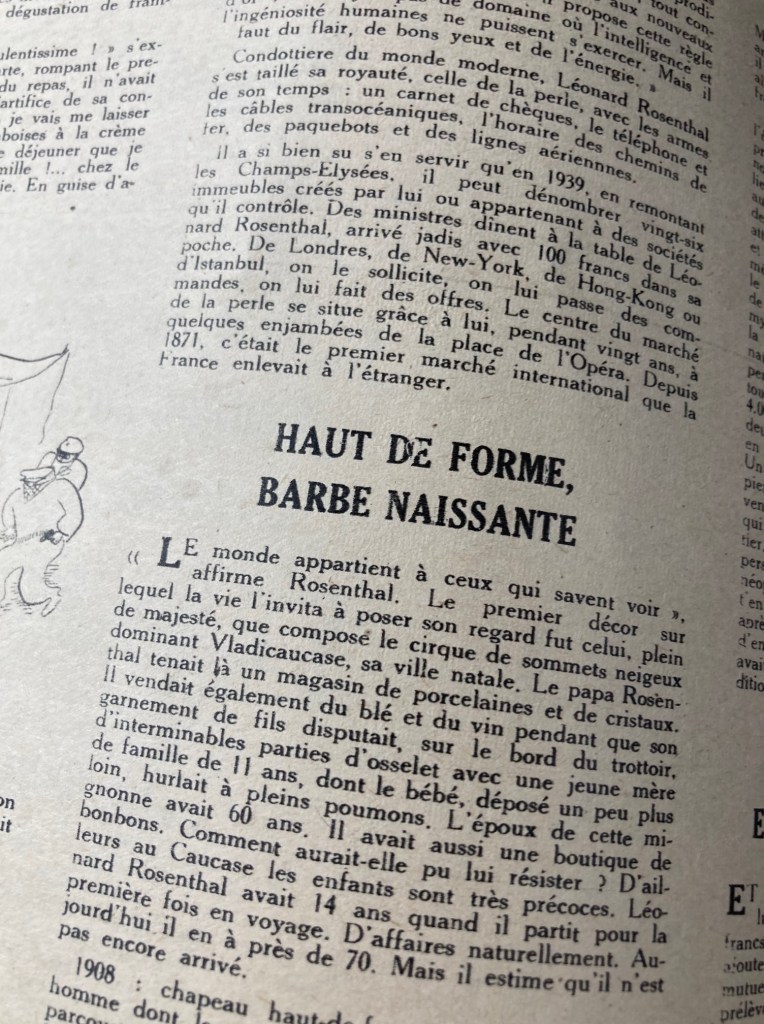 dégustation de
ulentissime ! » s'ex-
rte, rompant le pre-
du repas, il n'avait
'artifice de sa con-
je vais me laisser
boises à la crème
déjeuner que je
mille !... chez le
ie. En guise d'a-
propose cette règle
de domaine où l'intelligence et
l'ingéniosité humaines ne puissent s'exercer. Mais il
faut du flair, de bons yeux et de l'énergie. »
Condottiere du monde moderne, Léonard Rosenthal
s'est taillé sa royauté, celle de la perle, avec les armes
de son temps : un carnet de chèques, le téléphone et
les câbles transocéaniques, l'horaire des chemins de
fer, des paquebots et des lignes aériennnes.
Il a si bien su s'en servir qu'en 1939, en remontant
les Champs-Elysées, il peut dénombrer vingt-six
immeubles créés par lui ou appartenant à des sociétés
qu'il contrôle. Des ministres dînent à la table de Léo-
nard Rosenthal, arrivé jadis avec 100 francs dans sa
poche. De Londres, de New-York, de Hong-Kong ou
d'Istanbul, on le sollicite, on lui passe des com-
mandes, on lui fait des offres. Le centre du marché
de la perle se situe grâce à lui, pendant vingt ans, à
quelques enjambées de la place de l'Opéra. Depuis
1871, c'était le premier marché international que la
France enlevait à l'étranger.
HAUT DE FORME,
BARBE NAISSANTE
« LE monde appartient à ceux qui savent voir »,
affirme Rosenthal. Le premier décor sur
lequel la vie l'invita à poser son regard fut celui, plein
de majesté, que compose le cirque de sommets neigeux
dominant Vladicaucase, sa ville natale. Le papa Rosen-
thal tenait là un magasin de porcelaines et de cristaux.
Il vendait également du blé et du vin pendant que son
garnement de fils disputait, sur le bord du trottoir,
d'interminables parties d'osselet avec une jeune mère
de famille de 11 ans, dont le bébé, déposé un peu plus
loin, hurlait à pleins poumons. L'époux de cette mi-
gnonne avait 60 ans. Il avait aussi une boutique de
bonbons. Comment aurait-elle pu lui résister ? D'ail-
leurs au Caucase les enfants sont très précoces. Léo-
nard Rosenthal avait 14 ans quand il partit pour la
première fois en voyage. D'affaires naturellement. Au-
jourd'hui il en à près de 70. Mais il estime qu'il n'est
pas encore arrivé.
1908 : chapeau
homme dont
ET
francs
mutue
prélèv